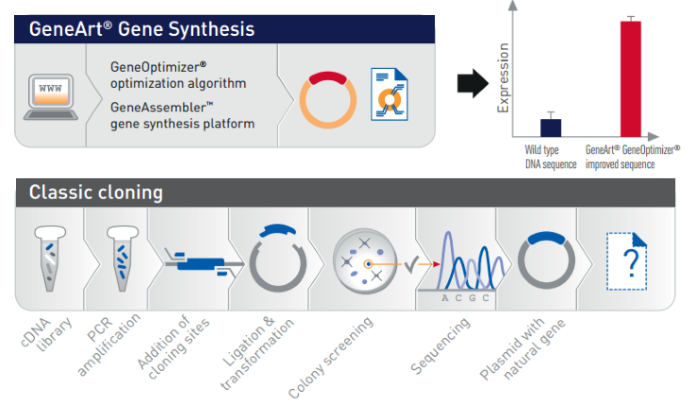 GeneArt® Gene Synthesis
www
GeneOptimizer®
optimization algorithm
GeneAssembler™
gene synthesis platform
Expression
Wild type
DNA sequence
GeneArt® GeneOptimizer®
improved sequence
Classic cloning
A C G C
?
cDNA
library
PCR
amplification
Addition of
cloning sites
Ligation &
transformation
Colony screening
Sequencing
Plasmid with
natural gene